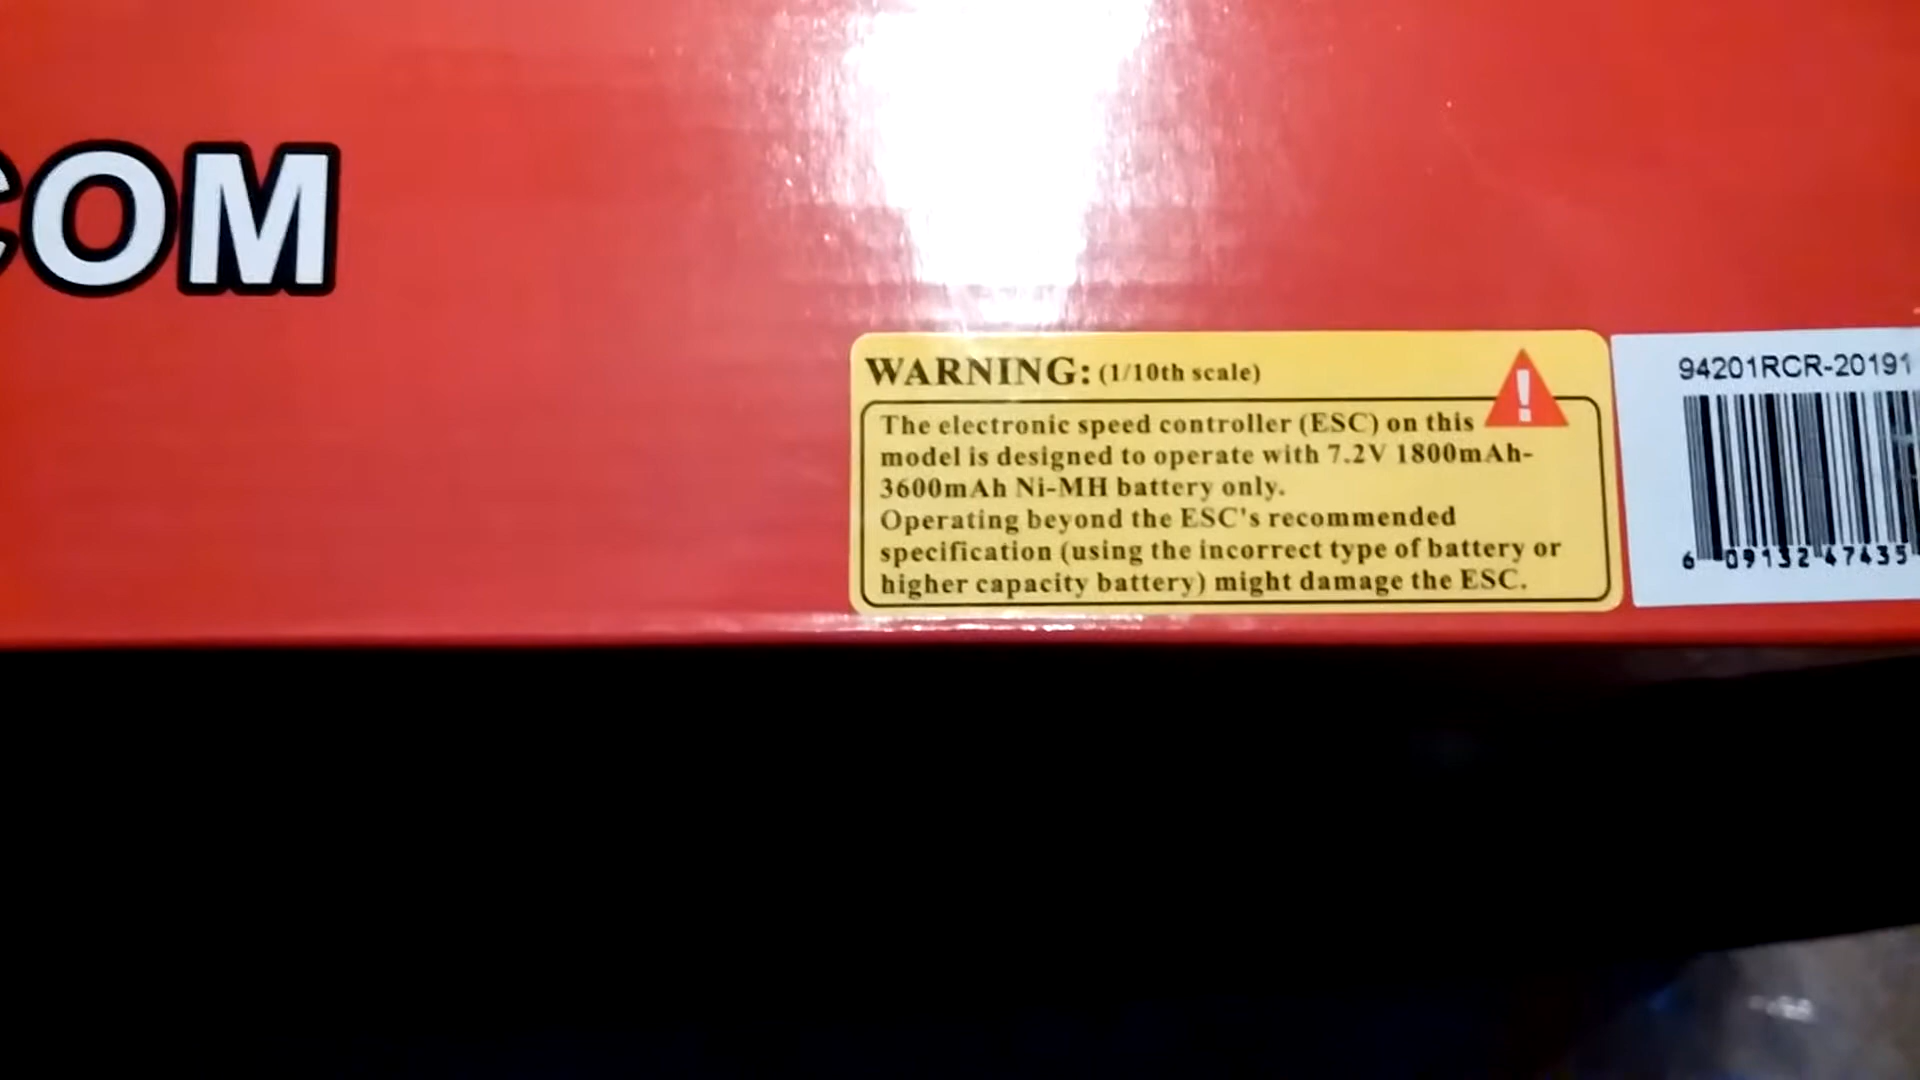 COM
WARNING: (1/10th scale)
The electronic speed controller (ESC) on this
model is designed to operate with 7.2V 1800mAh-
3600mAh Ni-MH battery only.
Operating beyond the ESC's recommended
specification (using the incorrect type of battery or
higher capacity battery) might damage the ESC.
94201RCR-20191
6 09132 47435